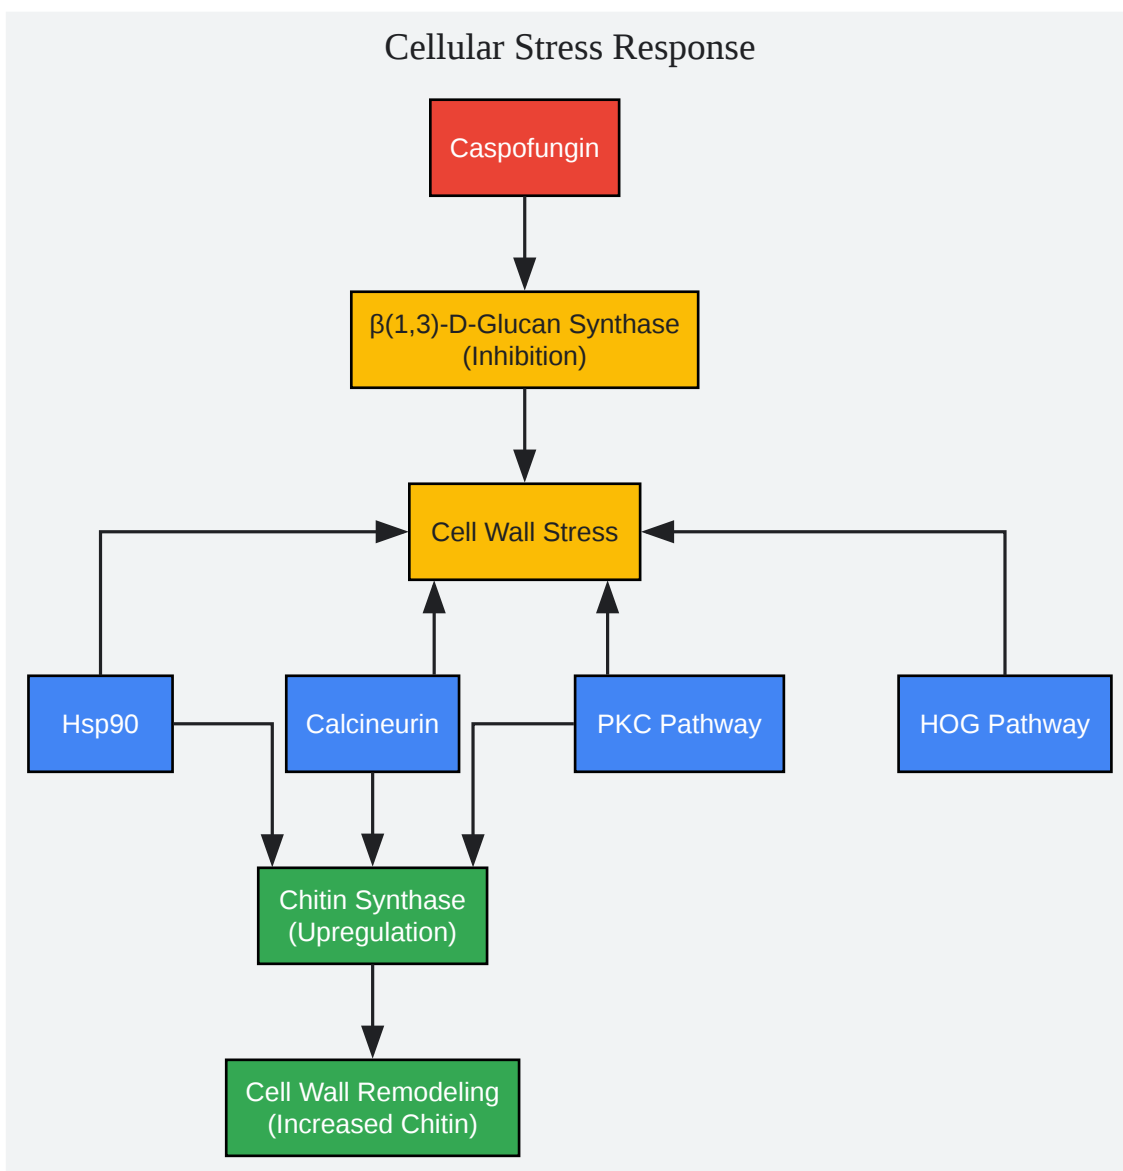 Cellular Stress Response
Caspofungin
β(1,3)-D-Glucan Synthase
(Inhibition)
Cell Wall Stress
Hsp90
Calcineurin
PKC Pathway
HOG Pathway
Chitin Synthase
(Upregulation)
Cell Wall Remodeling
(Increased Chitin)